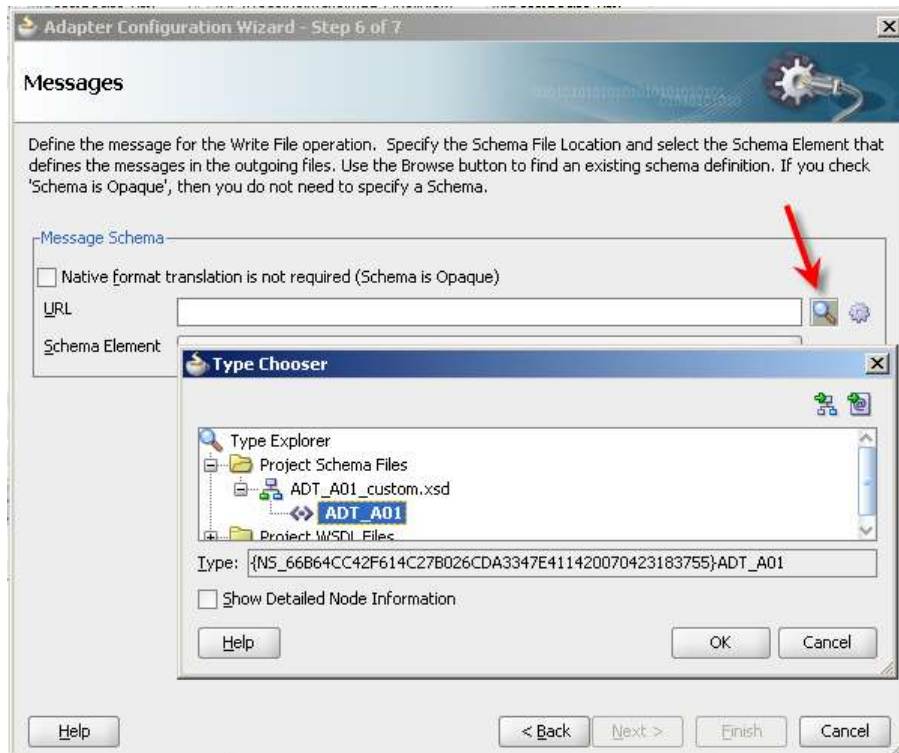 Adapter Configuration Wizard - Step 6 of 7
Messages
Define the message for the Write File operation. Specify the Schema File Location and select the Schema Element that
defines the messages in the outgoing files. Use the Browse button to find an existing schema definition. If you check
'Schema is Opaque', then you do not need to specify a Schema.
Message Schema
Native format translation is not required (Schema is Opaque)
URL
Schema Element
Type Chooser
Type Explorer
Project Schema Files
ADT_A01_custom.xsd
ADT_A01
Project WSDL Files
Type: {NS_66B64CC42F614C27B026CDA3347E411420070423183755}ADT_A01
Show Detailed Node Information
Help OK Cancel
Help < Back Next > Finish Cancel